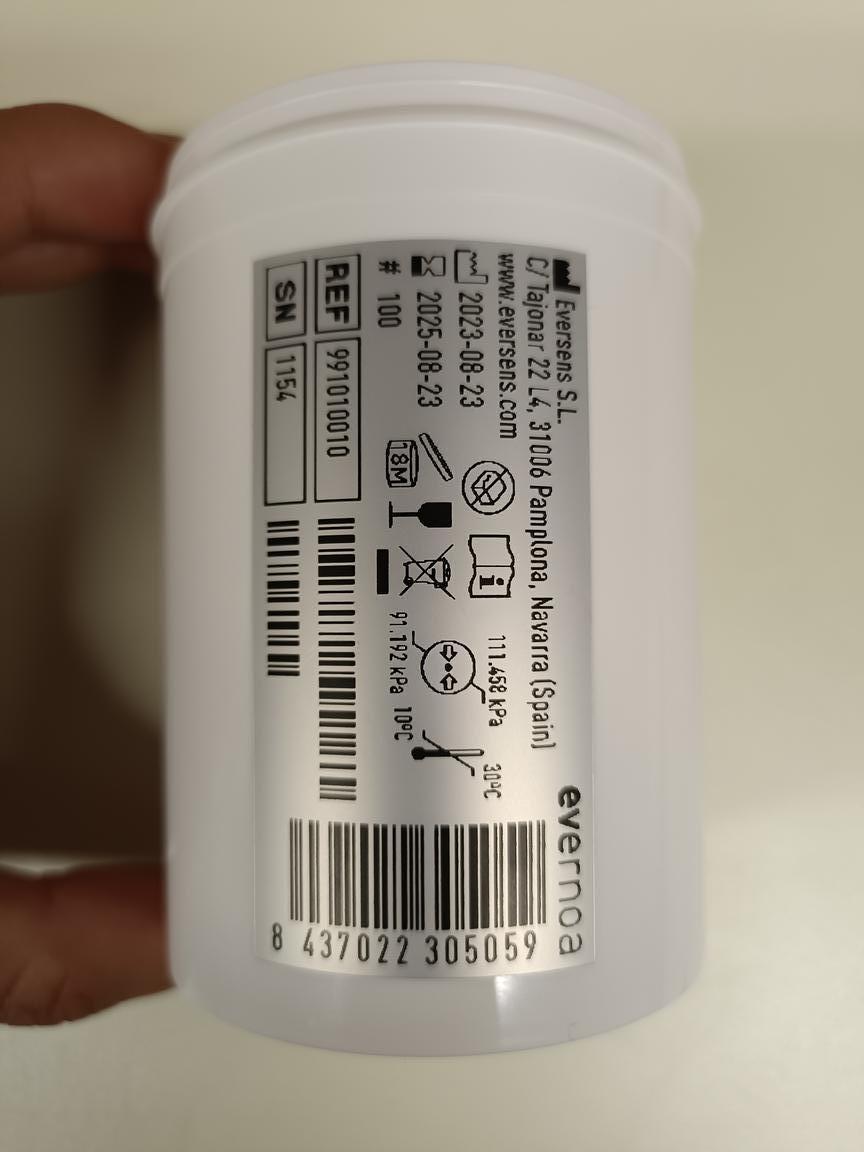 Eversens S.L.
C/ Tajonar 22 L4, 31006 Pamplona, Navarra (Spain)
www.eversens.com
2023-08-23
2025-08-23
# 100
18M
111.458 kPa
91.192 kPa
30ºC
10ºC
REF 991010010
SN 1154
evernoa
8 437022 305059